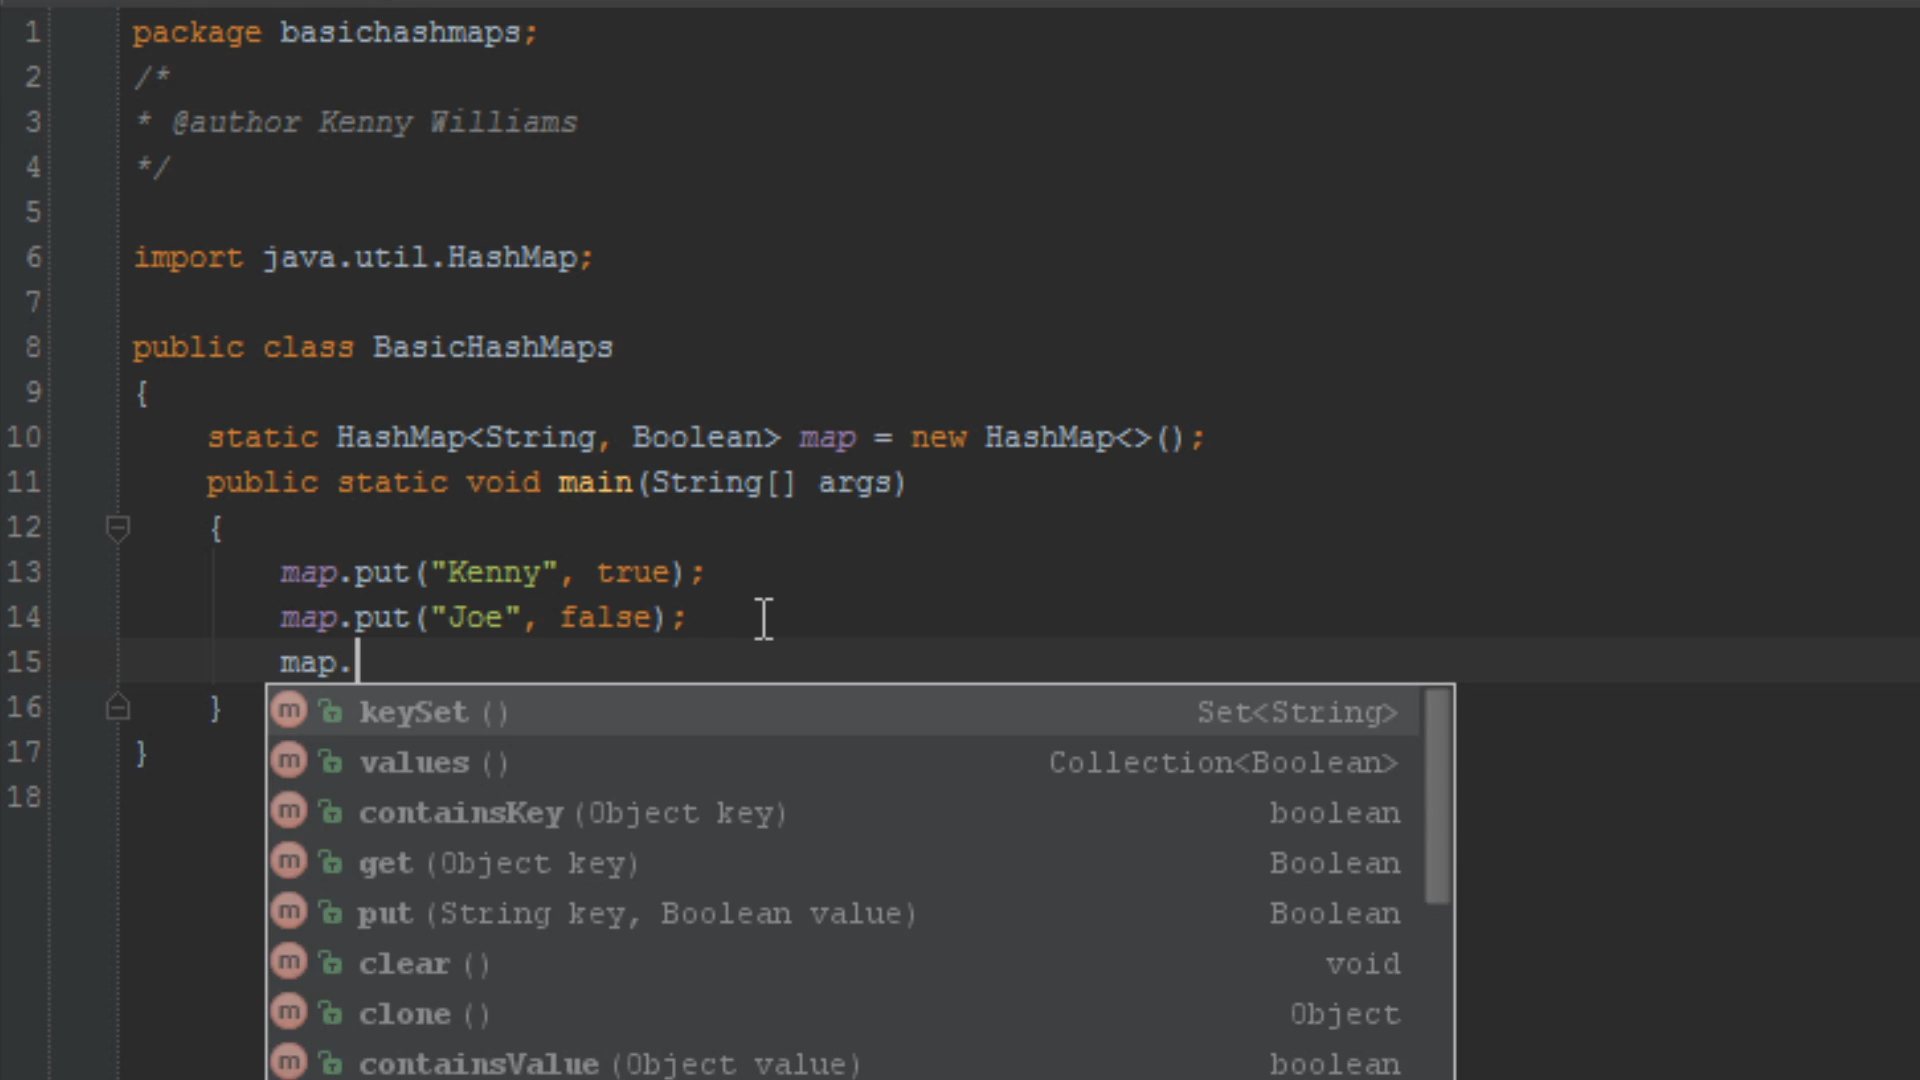 1 package basichashmaps;
2 /*
3 * @author Kenny Williams
4 */
5
6 import java.util.HashMap;
7
8 public class BasicHashMaps
9 {
10 static HashMap<String, Boolean> map = new HashMap<>();
11 public static void main(String[] args)
12 {
13 map.put("Kenny", true);
14 map.put("Joe", false);
15 map.
16 }
17 }
18
m keySet() Set<String>
m values() Collection<Boolean>
m containsKey(Object key) boolean
m get(Object key) Boolean
m put(String key, Boolean value) Boolean
m clear() void
m clone() Object
m containsValue(Object value) boolean